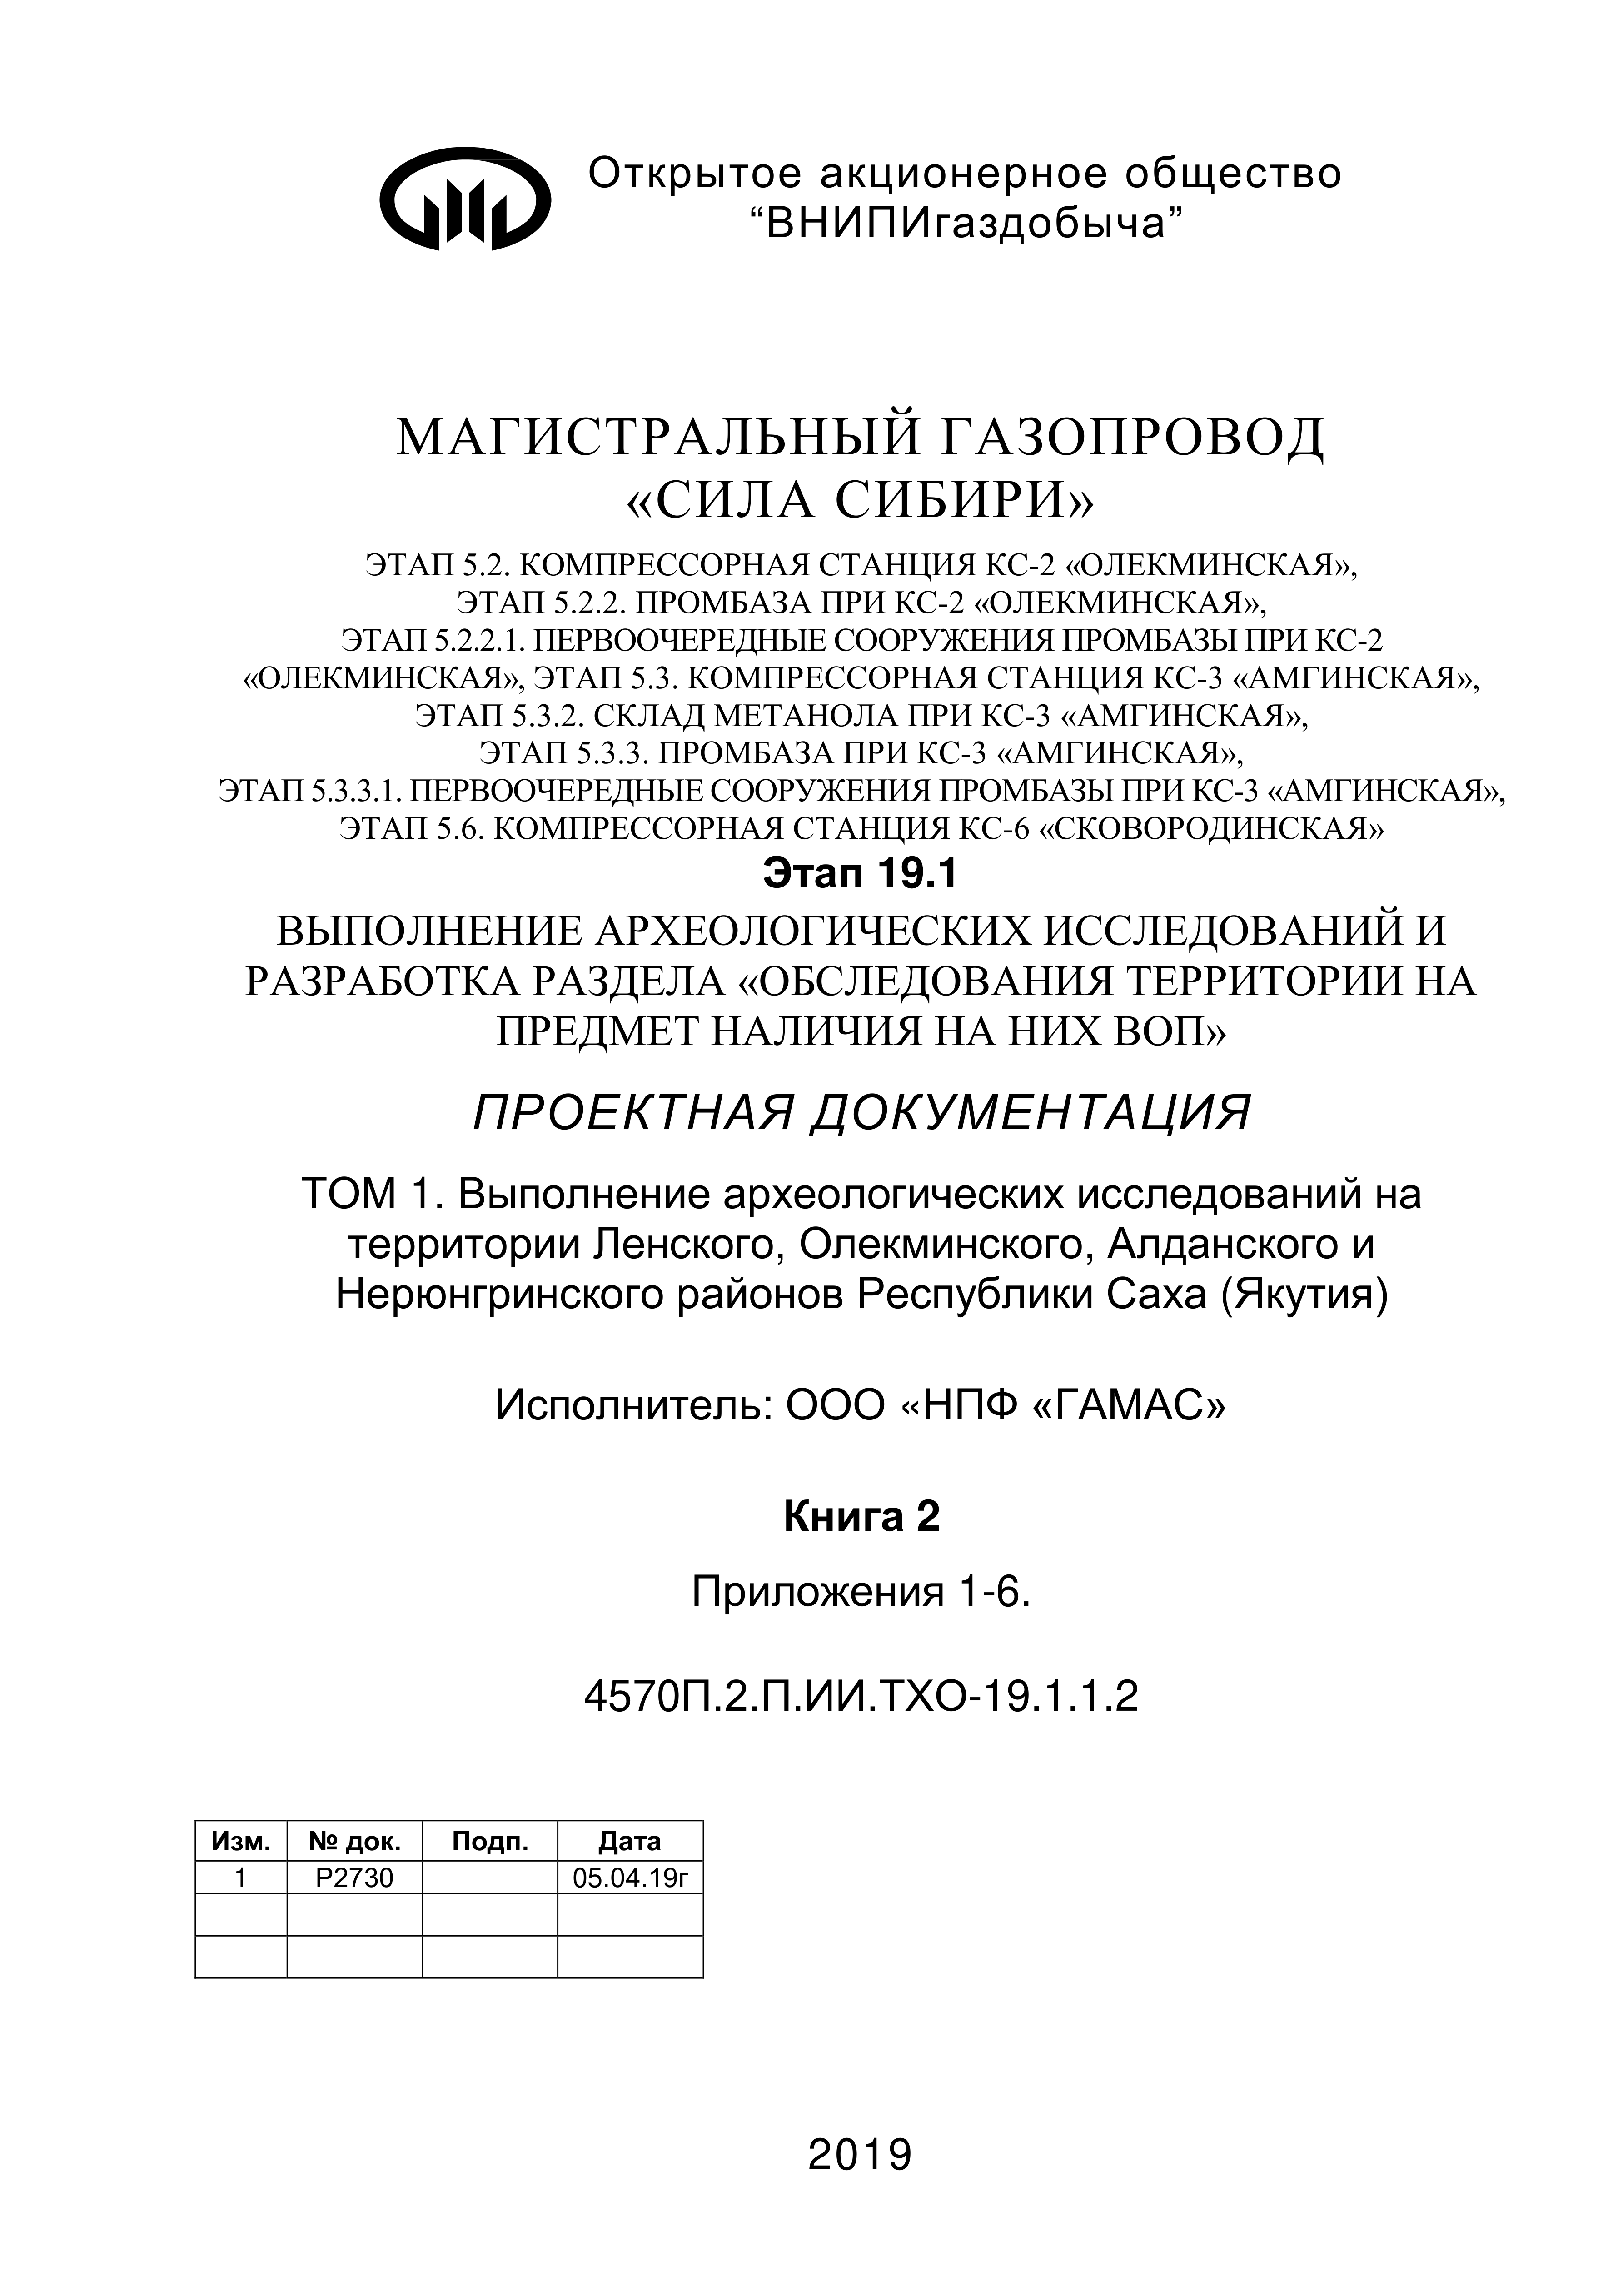 Открытое акционерное общество
“ВНИПИгаздобыча”
МАГИСТРАЛЬНЫЙ ГАЗОПРОВОД
«СИЛА СИБИРИ»
ЭТАП 5.2. КОМПРЕССОРНАЯ СТАНЦИЯ КС-2 «ОЛЕКМИНСКАЯ»,
ЭТАП 5.2.2. ПРОМБАЗА ПРИ КС-2 «ОЛЕКМИНСКАЯ»,
ЭТАП 5.2.2.1. ПЕРВООЧЕРЕДНЫЕ СООРУЖЕНИЯ ПРОМБАЗЫ ПРИ КС-2
«ОЛЕКМИНСКАЯ», ЭТАП 5.3. КОМПРЕССОРНАЯ СТАНЦИЯ КС-3 «АМГИНСКАЯ»,
ЭТАП 5.3.2. СКЛАД МЕТАНОЛА ПРИ КС-3 «АМГИНСКАЯ»,
ЭТАП 5.3.3. ПРОМБАЗА ПРИ КС-3 «АМГИНСКАЯ»,
ЭТАП 5.3.3.1. ПЕРВООЧЕРЕДНЫЕ СООРУЖЕНИЯ ПРОМБАЗЫ ПРИ КС-3 «АМГИНСКАЯ»,
ЭТАП 5.6. КОМПРЕССОРНАЯ СТАНЦИЯ КС-6 «СКОВОРОДИНСКАЯ»
Этап 19.1
ВЫПОЛНЕНИЕ АРХЕОЛОГИЧЕСКИХ ИССЛЕДОВАНИЙ И
РАЗРАБОТКА РАЗДЕЛА «ОБСЛЕДОВАНИЯ ТЕРРИТОРИИ НА
ПРЕДМЕТ НАЛИЧИЯ НА НИХ ВОП»
ПРОЕКТНАЯ ДОКУМЕНТАЦИЯ
ТОМ 1. Выполнение археологических исследований на
территории Ленского, Олекминского, Алданского и
Нерюнгринского районов Республики Саха (Якутия)
Исполнитель: ООО «НПФ «ГАМАС»
Книга 2
Приложения 1-6.
4570П.2.П.ИИ.ТХО-19.1.1.2
Изм. № док. Подп. Дата
1 Р2730 05.04.19г
2019